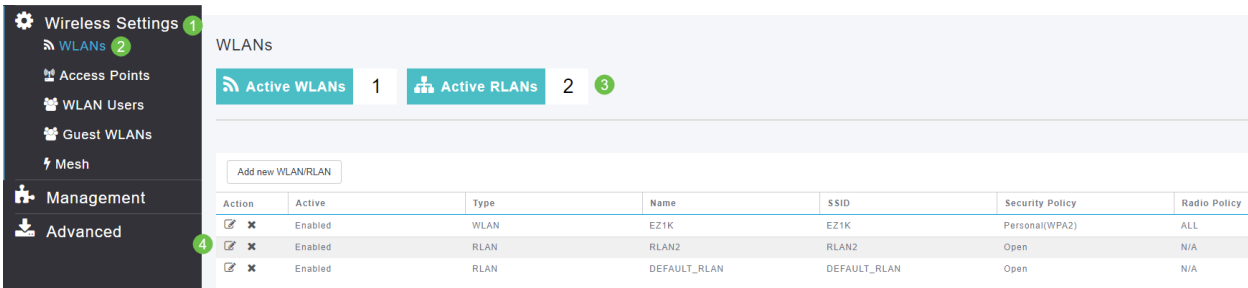 Wireless Settings 1
WLANs 2
Access Points
WLAN Users
Guest WLANs
Mesh
Management
Advanced
WLANs
Active WLANs 1 Active RLANs 2 3
Add new WLAN/RLAN
Action Active Type Name SSID Security Policy Radio Policy
Enabled WLAN EZ1K EZ1K Personal(WPA2) ALL
4 Enabled RLAN RLAN2 RLAN2 Open N/A
Enabled RLAN DEFAULT_RLAN DEFAULT_RLAN Open N/A